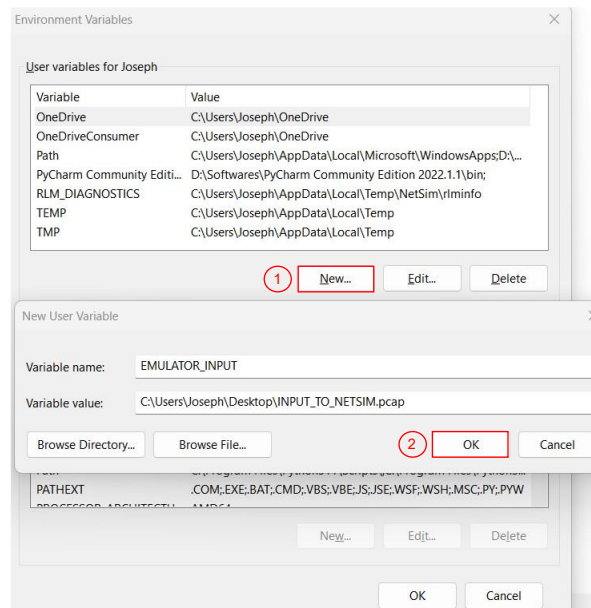 Environment Variables
User variables for Joseph
Variable Value
OneDrive C:\Users\Joseph\OneDrive
OneDriveConsumer C:\Users\Joseph\OneDrive
Path C:\Users\Joseph\AppData\Local\Microsoft\WindowsApps;D:\...
PyCharm Community Editi... D:\Softwares\PyCharm Community Edition 2022.1.1\bin;
RLM_DIAGNOSTICS C:\Users\Joseph\AppData\Local\Temp\NetSim\rlminfo
TEMP C:\Users\Joseph\AppData\Local\Temp
TMP C:\Users\Joseph\AppData\Local\Temp
1 New... Edit... Delete
New User Variable
Variable name: EMULATOR_INPUT
Variable value: C:\Users\Joseph\Desktop\INPUT_TO_NETSIM.pcap
Browse Directory... Browse File... 2 OK Cancel
PATHEXT .COM;.EXE;.BAT;.CMD;.VBS;.VBE;.JS;.JSE;.WSF;.WSH;.MSC;.PY;.PYW
New... Edit... Delete
OK Cancel